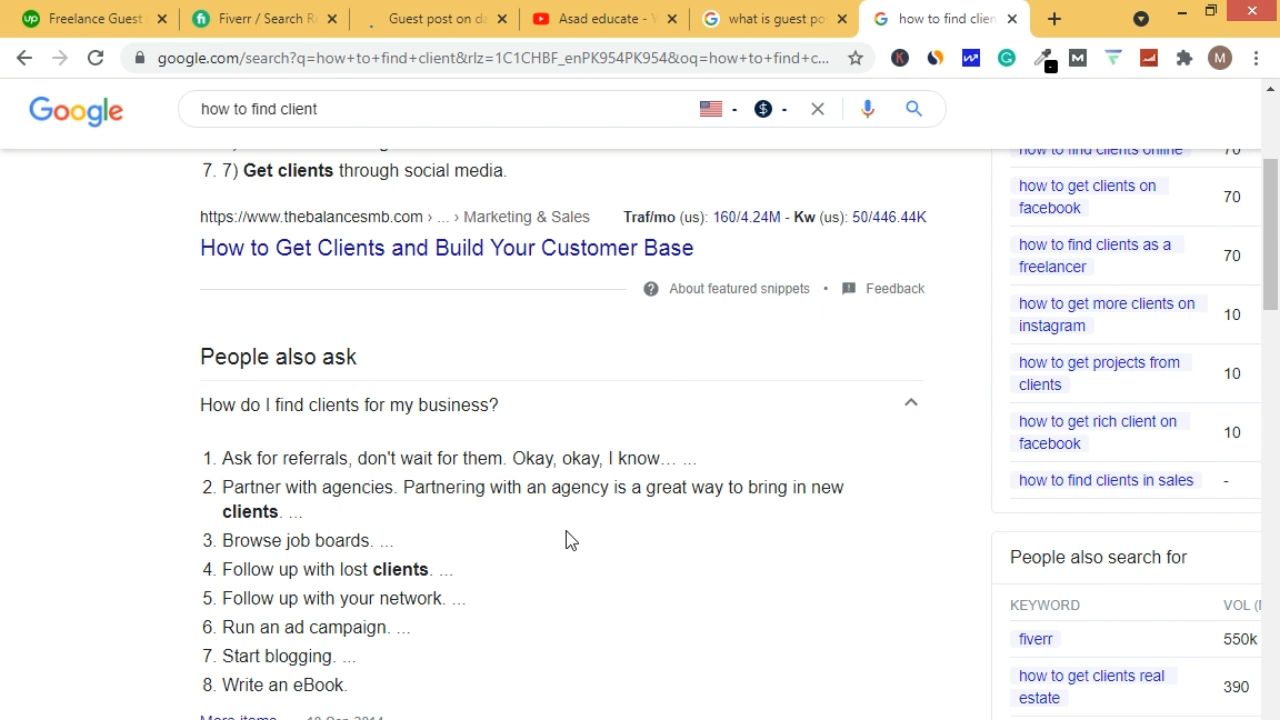 up Freelance Guest
fi Fiverr / Search R
Guest post on da
Asad educate - Y
what is guest po
how to find clien
google.com/search?q=how+to+find+client&rlz=1C1CHBF_enPK954PK954&oq=how+to+find+c...
K
G
M
M
Google
how to find client
7. 7) Get clients through social media.
https://www.thebalancesmb.com › ... › Marketing & Sales Traf/mo (us): 160/4.24M - Kw (us): 50/446.44K
How to Get Clients and Build Your Customer Base
About featured snippets • Feedback
People also ask
How do I find clients for my business?
1. Ask for referrals, don't wait for them. Okay, okay, I know... ...
2. Partner with agencies. Partnering with an agency is a great way to bring in new
clients. ...
3. Browse job boards. ...
4. Follow up with lost clients. ...
5. Follow up with your network. ...
6. Run an ad campaign. ...
7. Start blogging. ...
8. Write an eBook.
More items
how to find clients online 70
how to get clients on
facebook 70
how to find clients as a
freelancer 70
how to get more clients on
instagram 10
how to get projects from
clients 10
how to get rich client on
facebook 10
how to find clients in sales -
People also search for
KEYWORD VOL (
fiverr 550k
how to get clients real
estate 390